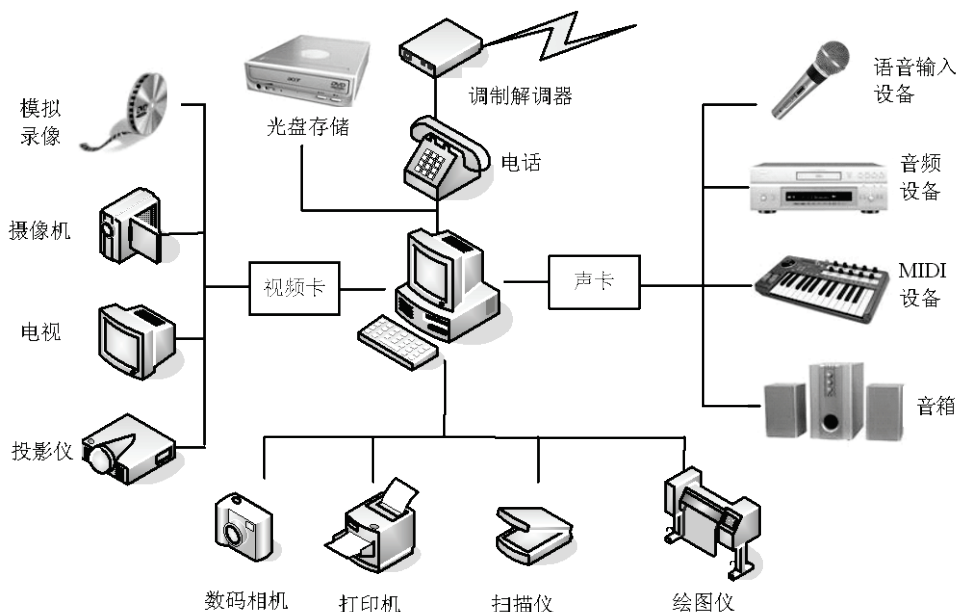 模拟
录像
光盘存储
调制解调器
语音输入
设备
电话
音频
设备
摄像机
视频卡
声卡
MIDI
设备
电视
音箱
投影仪
数码相机
打印机
扫描仪
绘图仪